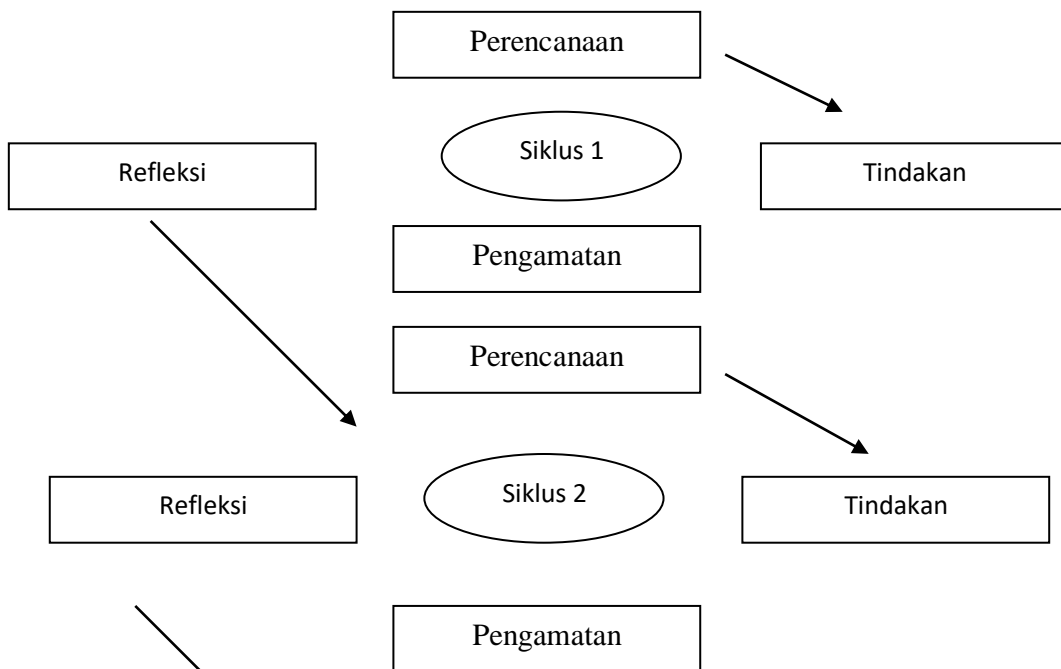 Perencanaan
Siklus 1
Refleksi
Tindakan
Pengamatan
Perencanaan
Siklus 2
Refleksi
Tindakan
Pengamatan